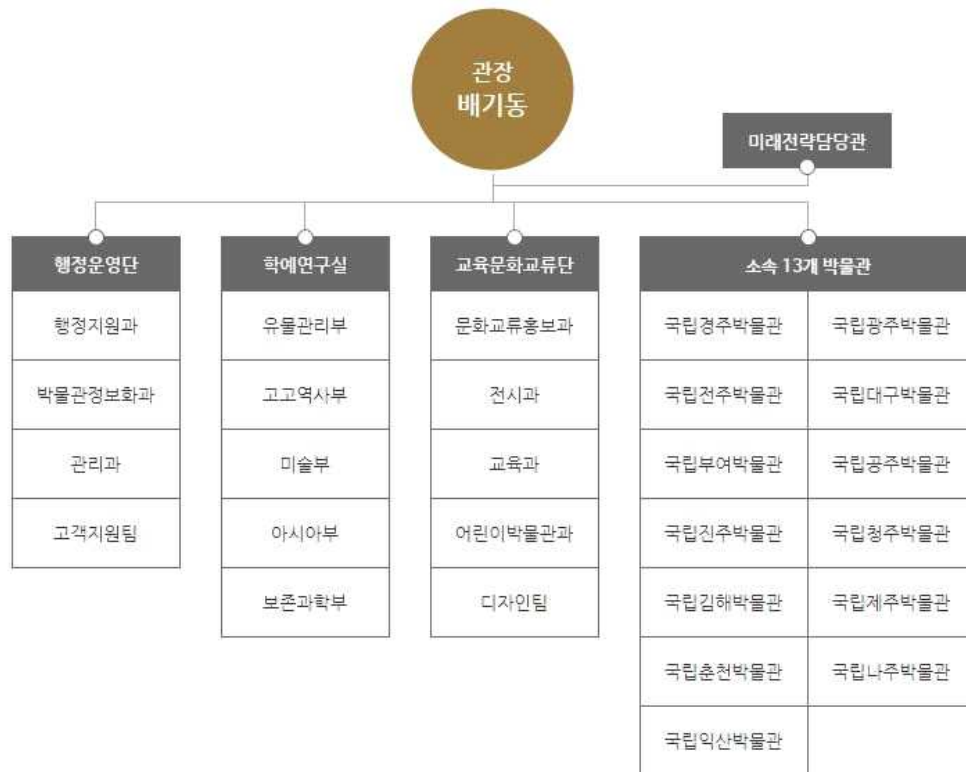 관장
배기동
미래전략담당관
행정운영단
행정지원과
박물관정보화과
관리과
고객지원팀
학예연구실
유물관리부
고고역사부
미술부
아시아부
보존과학부
교육문화교류단
문화교류홍보과
전시과
교육과
어린이박물관과
디자인팀
소속 13개 박물관
국립경주박물관 국립광주박물관
국립전주박물관 국립대구박물관
국립부여박물관 국립공주박물관
국립진주박물관 국립청주박물관
국립김해박물관 국립제주박물관
국립춘천박물관 국립나주박물관
국립익산박물관